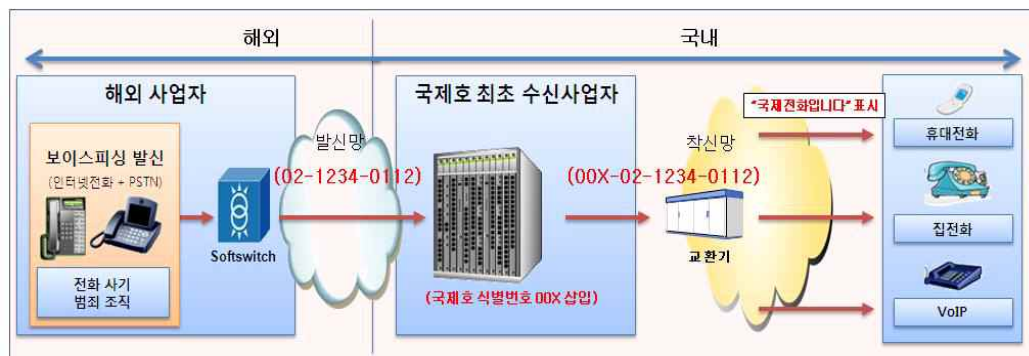 해외
국내
해외 사업자
보이스피싱 발신
(인터넷전화 + PSTN)
전화 사기
범죄 조직
Softswitch
발신망
(02-1234-0112)
국제호 최초 수신사업자
(국제호 식별번호 00X 삽입)
착신망
(00X-02-1234-0112)
교환기
"국제전화입니다" 표시
휴대전화
집전화
VoIP